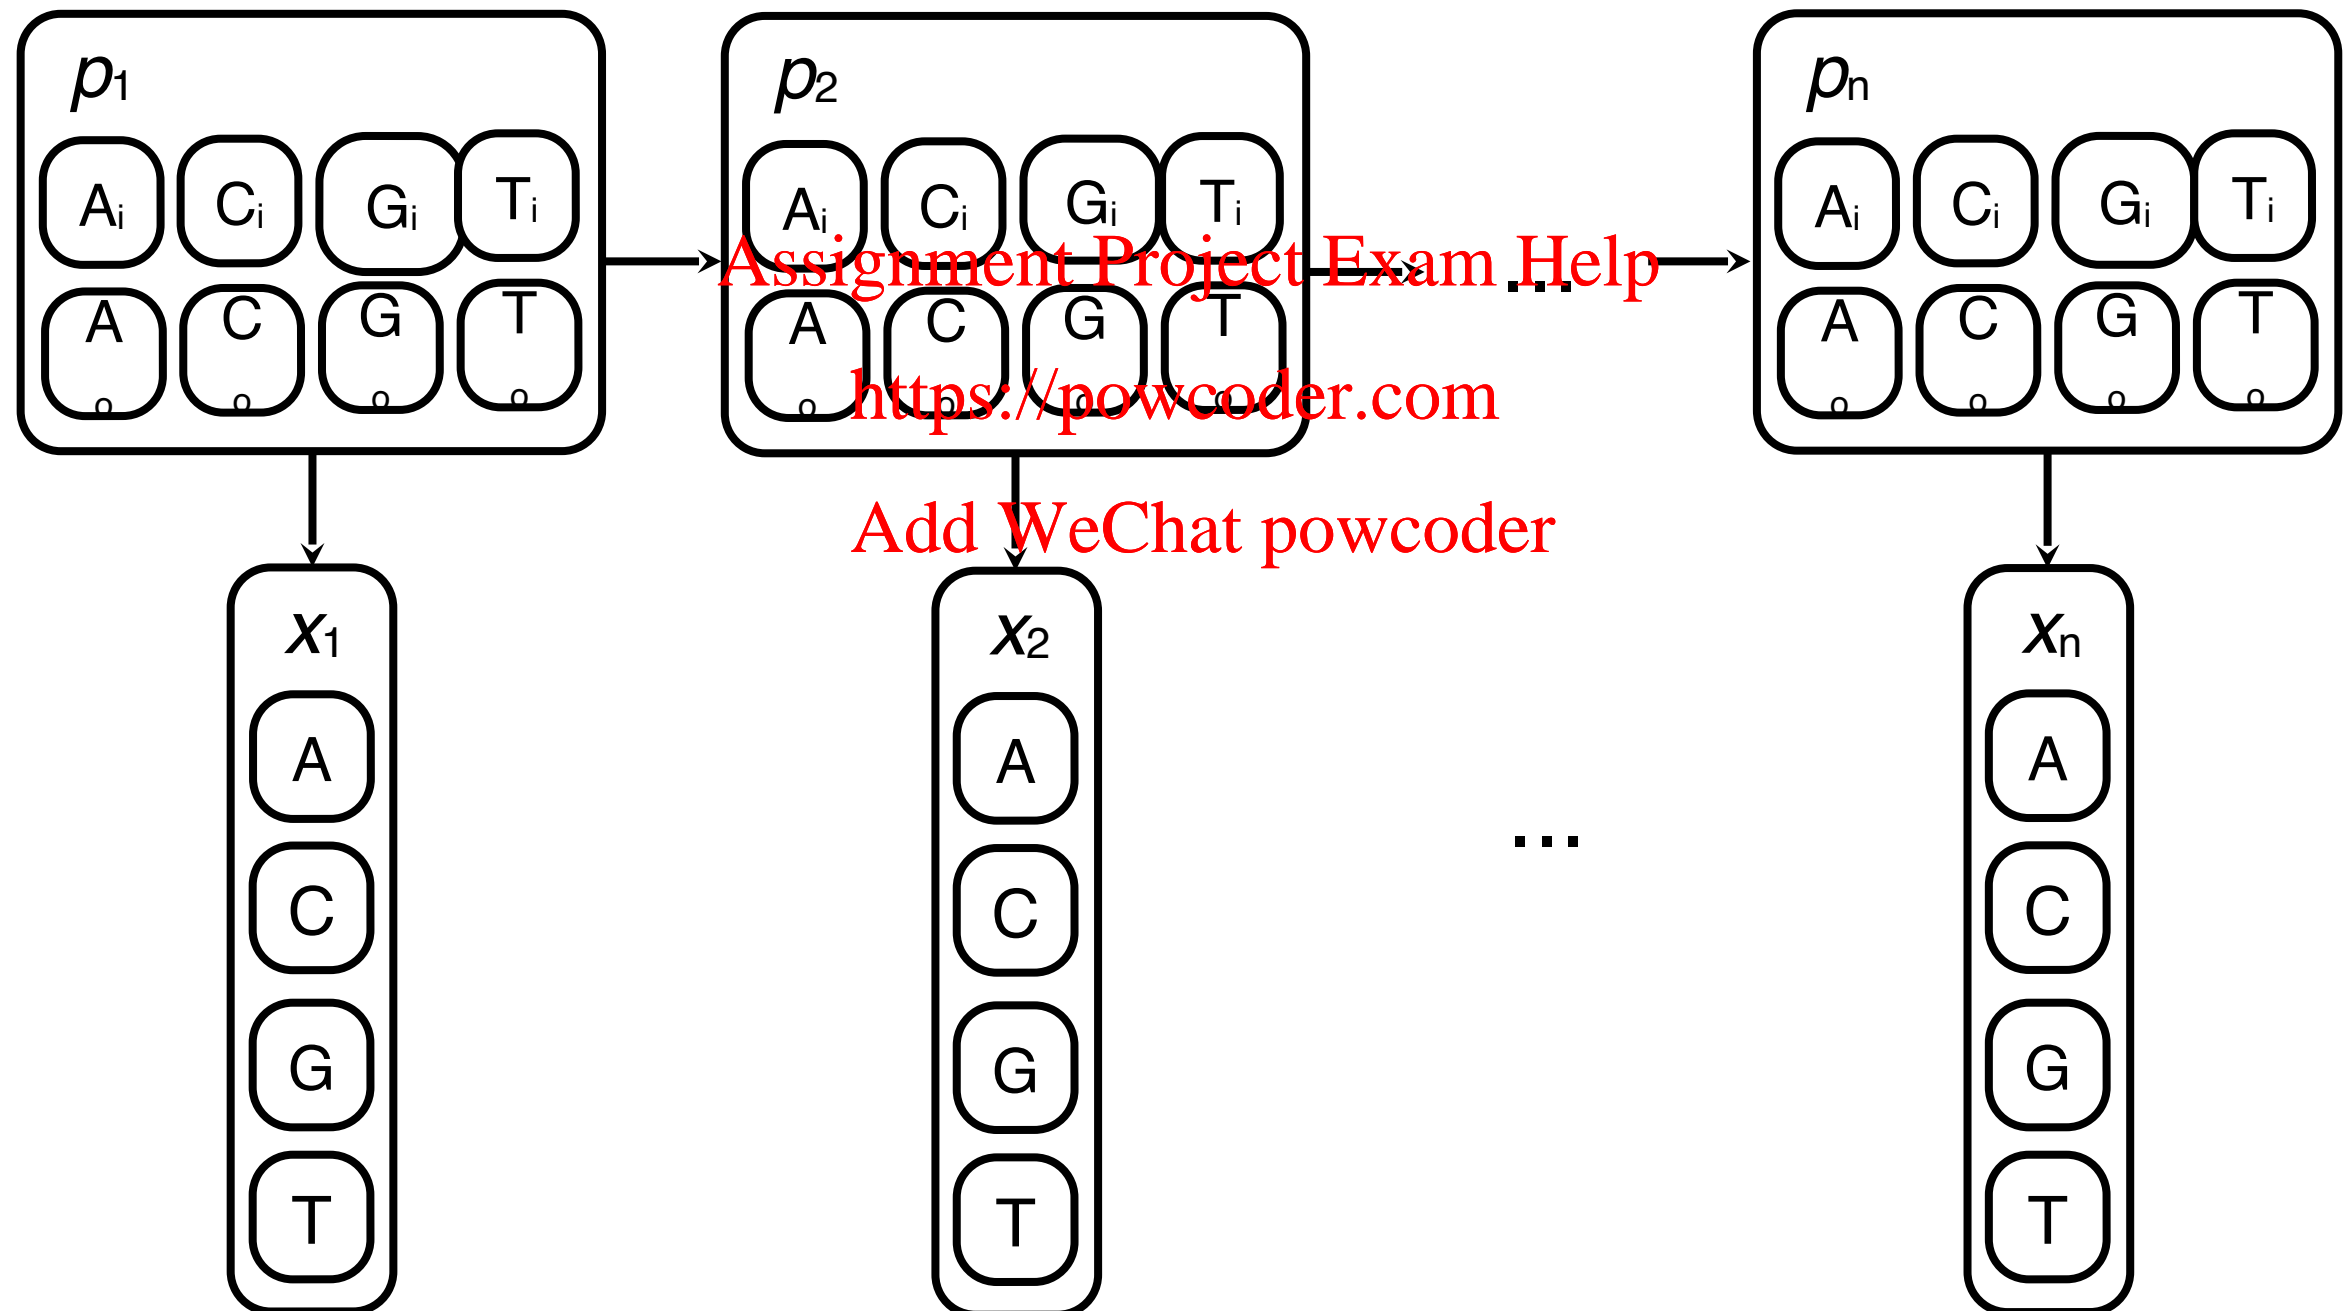 p1 p2 pn
Ai Ci Gi Ti Ai Ci Gi Ti Ai Ci Gi Ti
Assignment Project Exam Help
...
A C G T A C G T A C G T
o o o o o o o o o o o o
https://powcoder.com
Add WeChat powcoder
x1 x2 xn
A A A
...
C C C
G G G
T T T